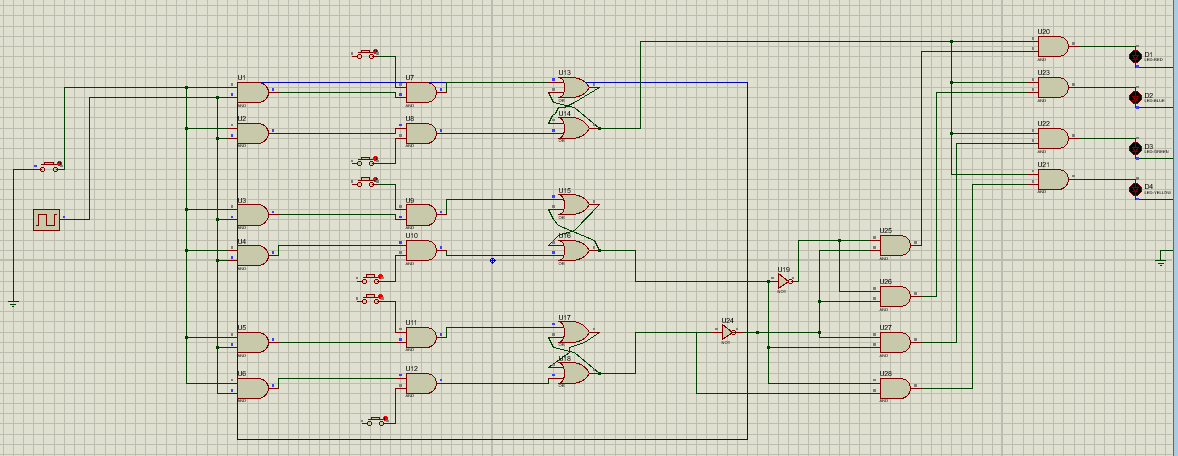 U1
AND
U2
AND
U3
AND
U4
AND
U5
AND
U6
AND
U7
AND
U8
AND
U9
AND
U10
AND
U11
AND
U12
AND
U13
OR
U14
OR
U15
OR
U16
OR
U17
OR
U18
OR
U19
NOT
U24
NOT
U25
AND
U26
AND
U27
AND
U28
AND
U20
AND
U23
AND
U22
AND
U21
AND
D1
LED-RED
D2
LED-BLUE
D3
LED-GREEN
D4
LED-YELLOW